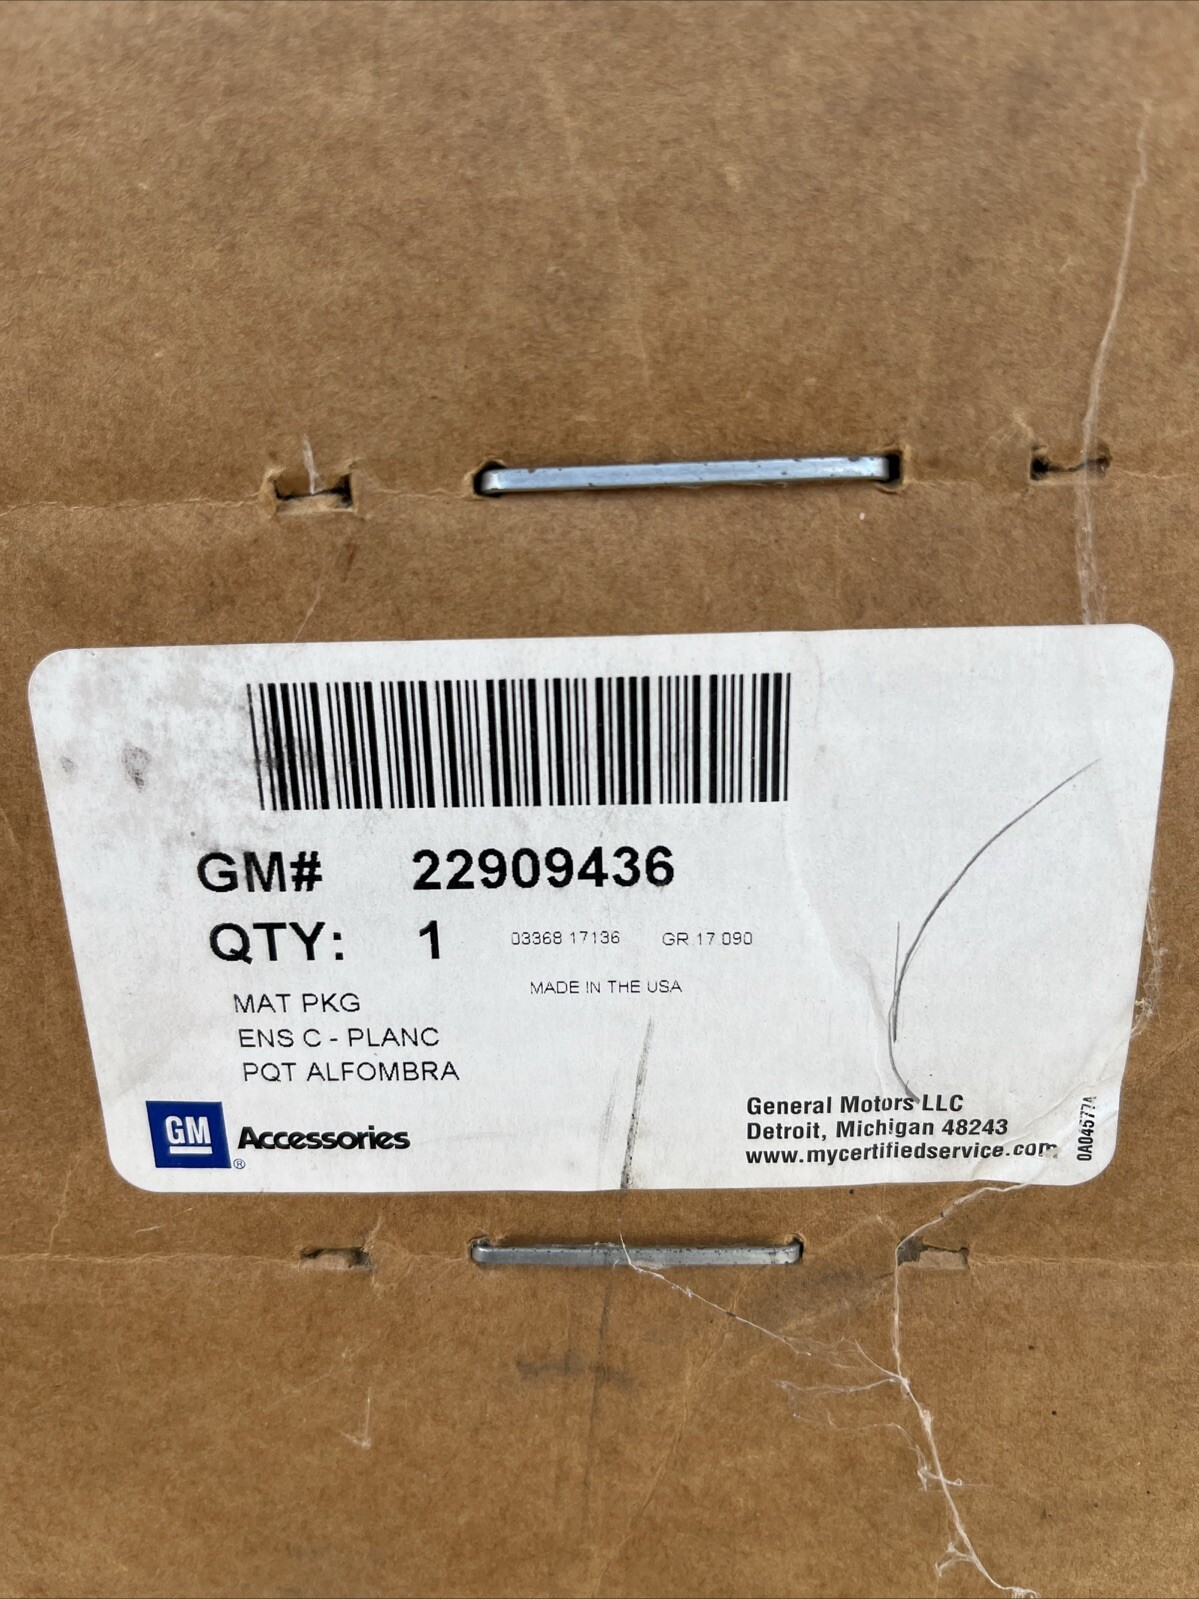 GM# 22909436
QTY: 1 03368 17136 GR 17 090
MADE IN THE USA
MAT PKG
ENS C - PLANC
PQT ALFOMBRA
GM
® Accessories
General Motors LLC
Detroit, Michigan 48243
www.mycertifiedservice.com
0A04577A